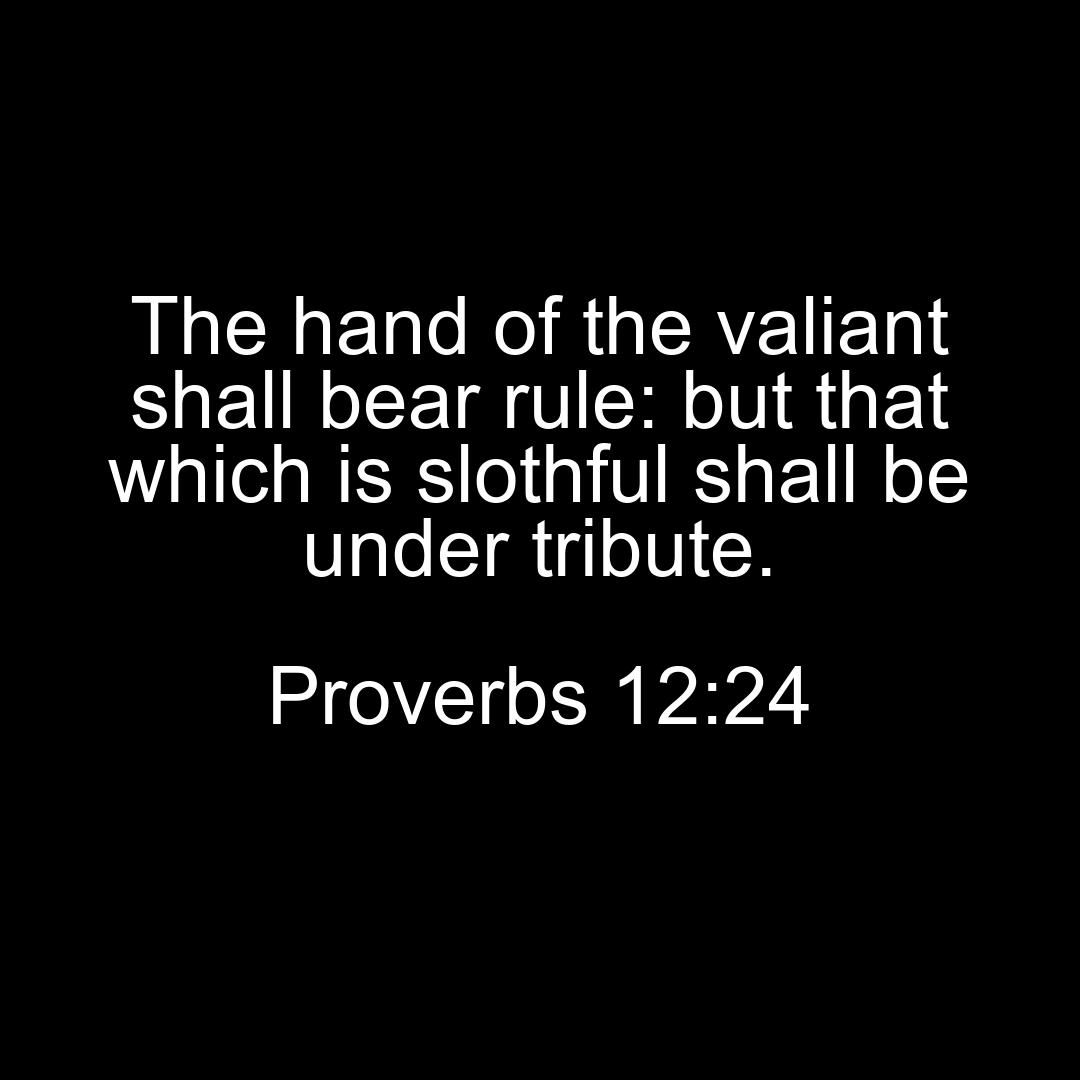 The hand of the valiant
shall bear rule: but that
which is slothful shall be
under tribute.
Proverbs 12:24